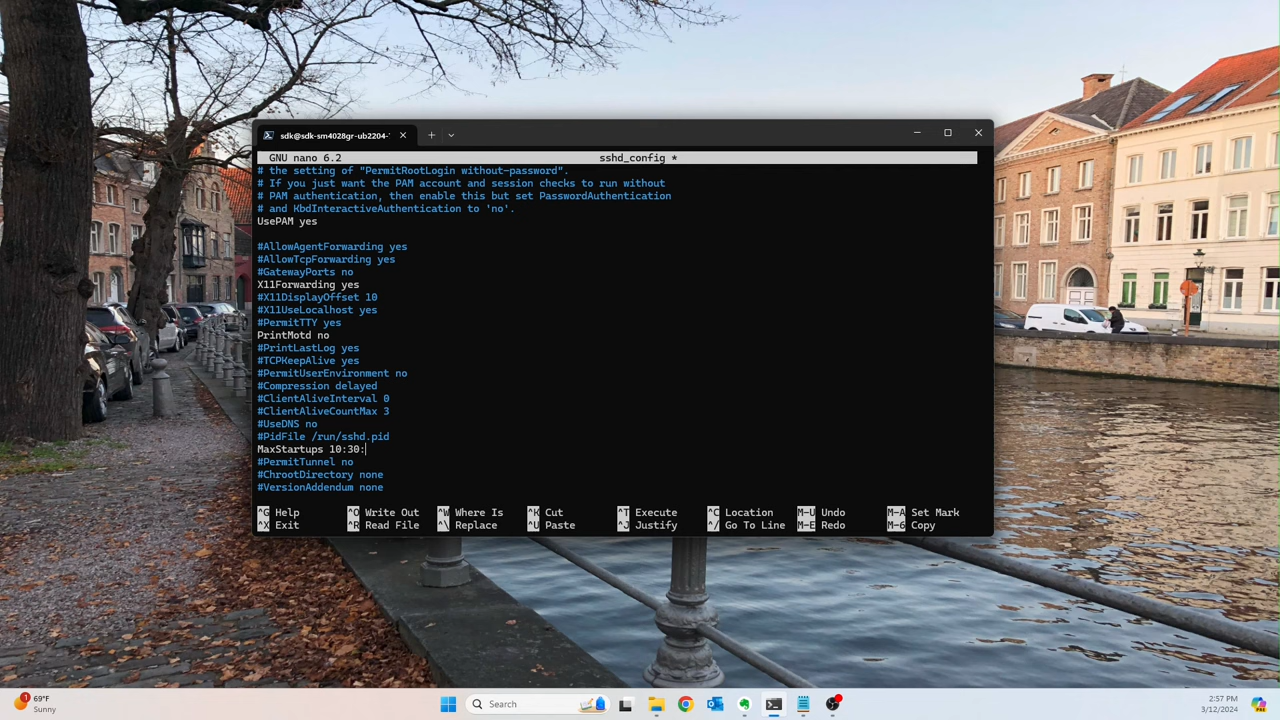 sdk@sdk-sm4028gr-ub2204-
GNU nano 6.2 sshd_config *
# the setting of "PermitRootLogin without-password".
# If you just want the PAM account and session checks to run without
# PAM authentication, then enable this but set PasswordAuthentication
# and KbdInteractiveAuthentication to 'no'.
UsePAM yes
#AllowAgentForwarding yes
#AllowTcpForwarding yes
#GatewayPorts no
X11Forwarding yes
#X11DisplayOffset 10
#X11UseLocalhost yes
#PermitTTY yes
PrintMotd no
#PrintLastLog yes
#TCPKeepAlive yes
#PermitUserEnvironment no
#Compression delayed
#ClientAliveInterval 0
#ClientAliveCountMax 3
#UseDNS no
#PidFile /run/sshd.pid
MaxStartups 10:30:
#PermitTunnel no
#ChrootDirectory none
#VersionAddendum none
^G Help ^O Write Out ^W Where Is ^K Cut ^T Execute ^C Location M-U Undo M-A Set Mark
^X Exit ^R Read File ^\ Replace ^U Paste ^J Justify ^/ Go To Line M-E Redo M-6 Copy
1 69°F
Sunny
Search
2:57 PM
3/12/2024